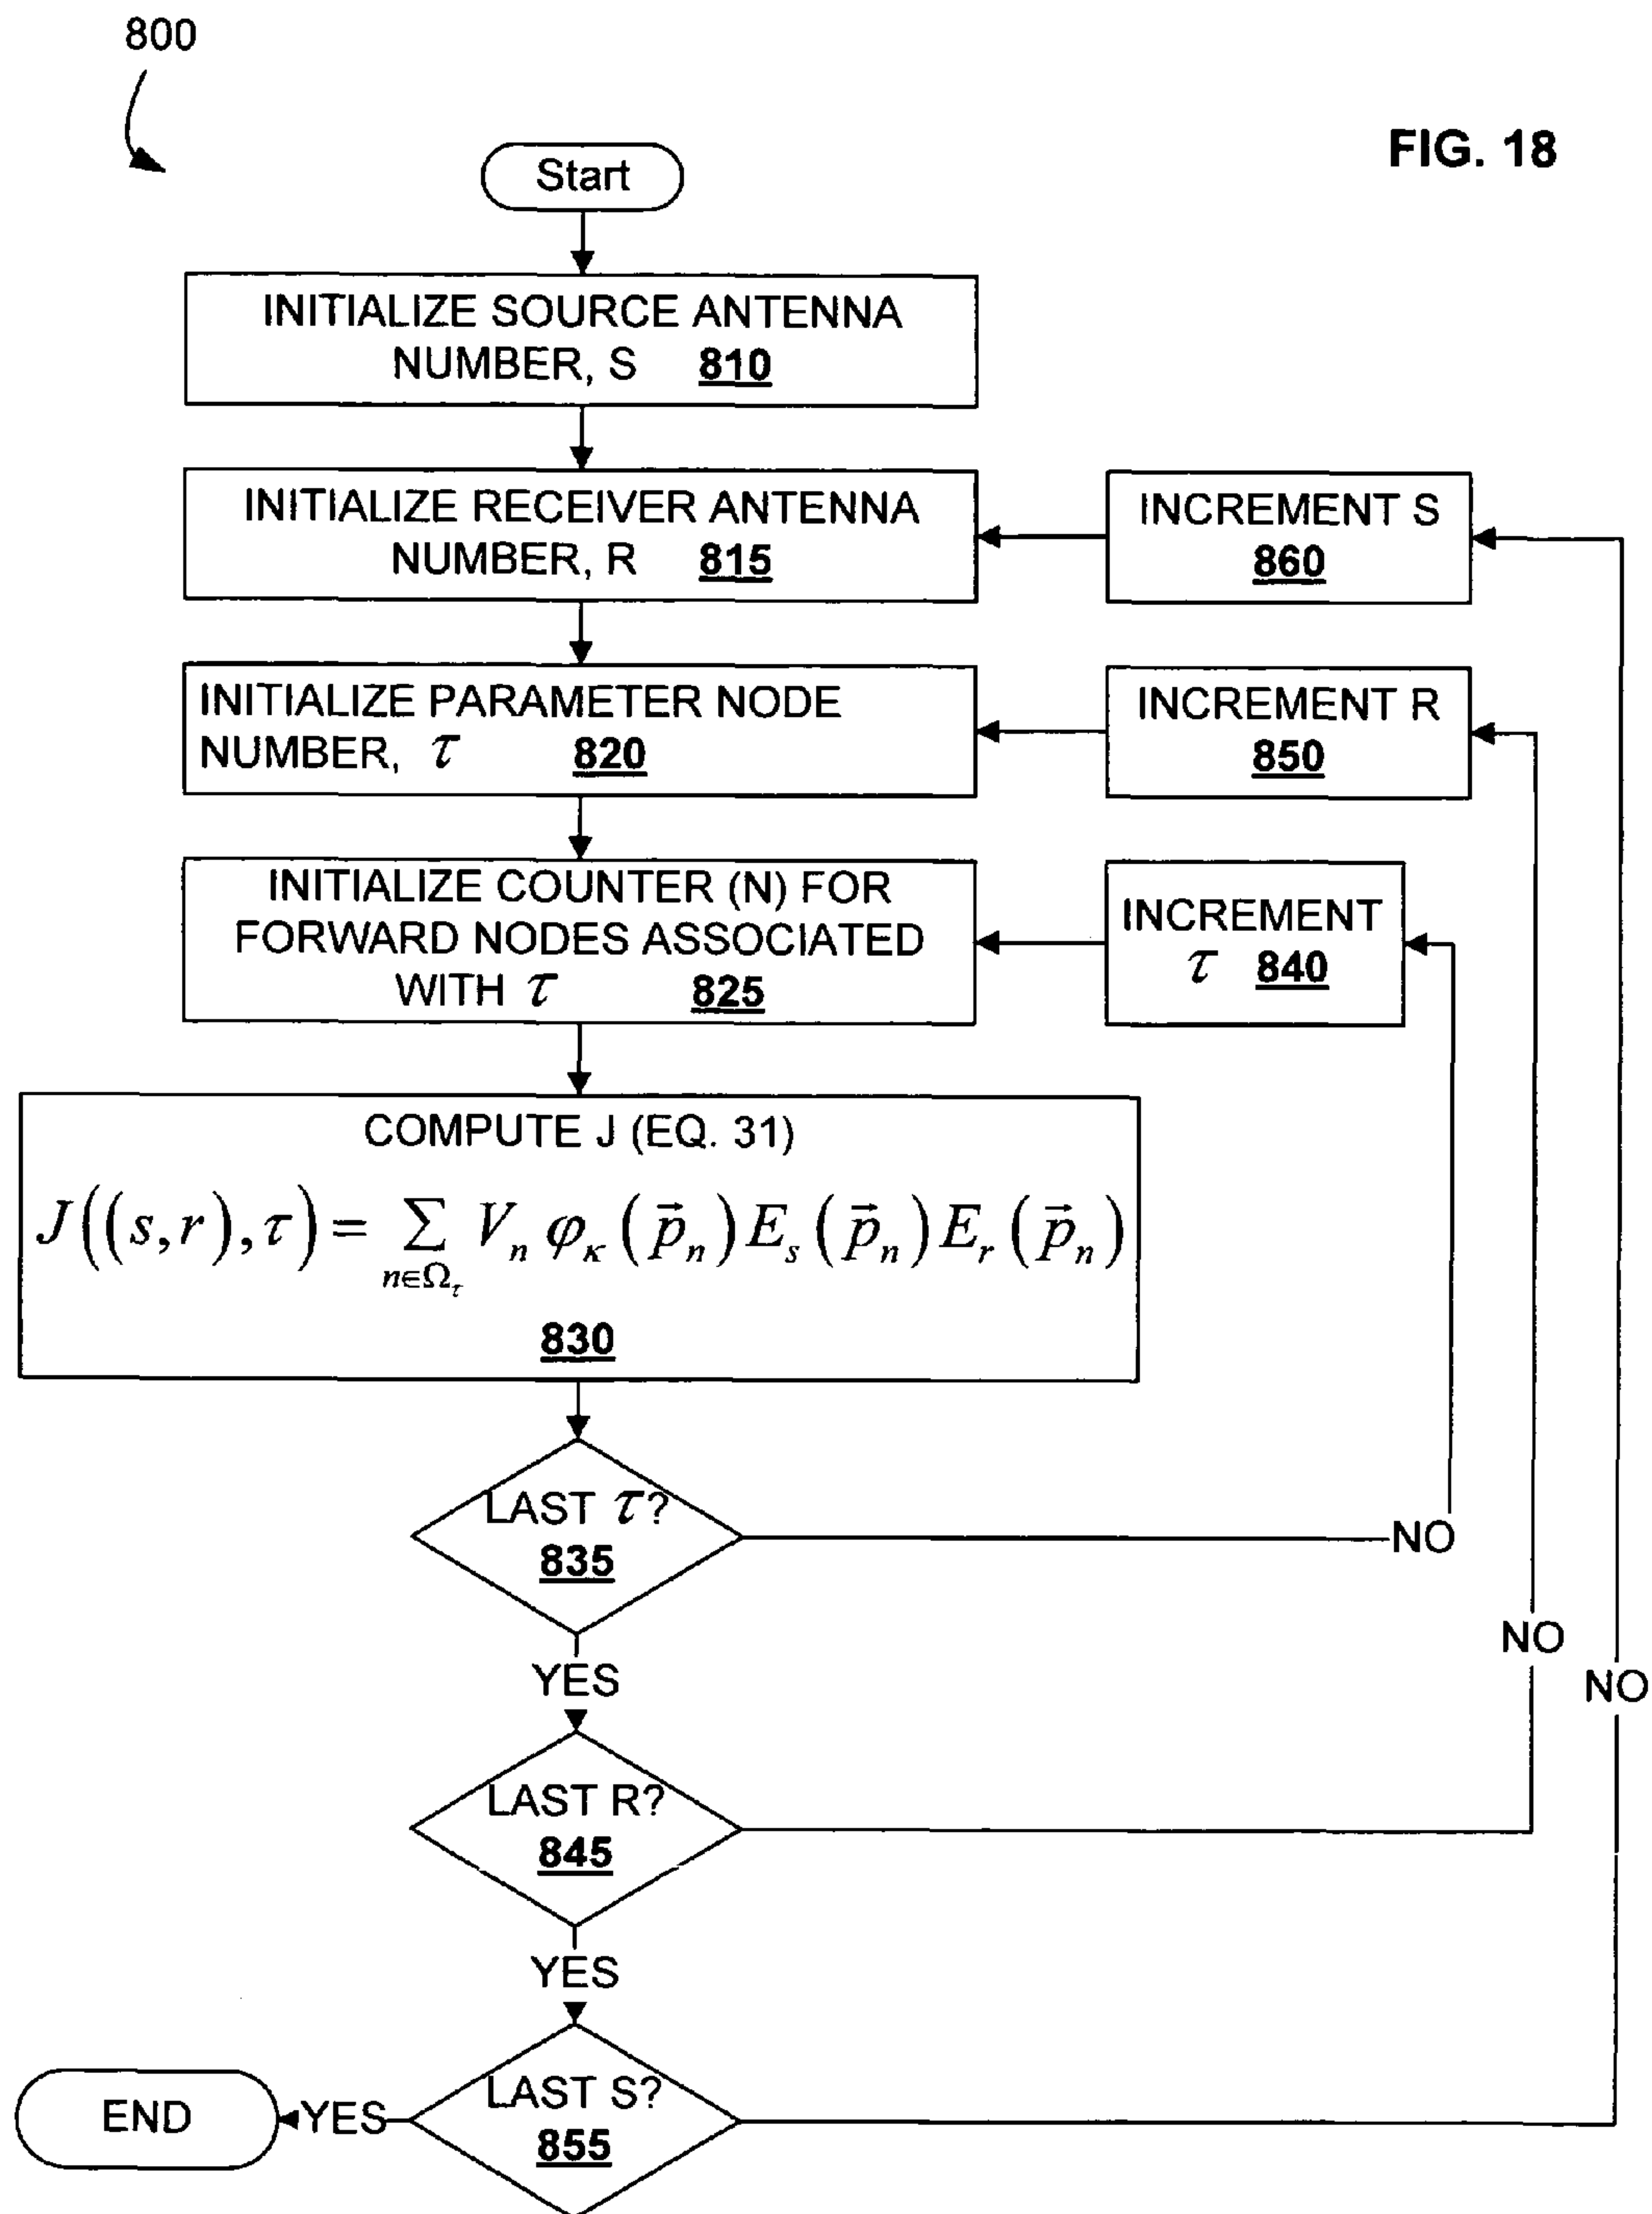 800
FIG. 18
Start
INITIALIZE SOURCE ANTENNA
NUMBER, S 810
INITIALIZE RECEIVER ANTENNA
NUMBER, R 815
INCREMENT S
860
INITIALIZE PARAMETER NODE
NUMBER, τ 820
INCREMENT R
850
INITIALIZE COUNTER (N) FOR
FORWARD NODES ASSOCIATED
WITH τ 825
INCREMENT
τ 840
COMPUTE J (EQ. 31)
J((s,r),τ) = ∑_{n∈Ω_τ} V_n φ_κ(p⃗_n) E_s(p⃗_n) E_r(p⃗_n)
830
LAST τ?
835
NO
YES
NO
NO
LAST R?
845
YES
LAST S?
855
YES
END